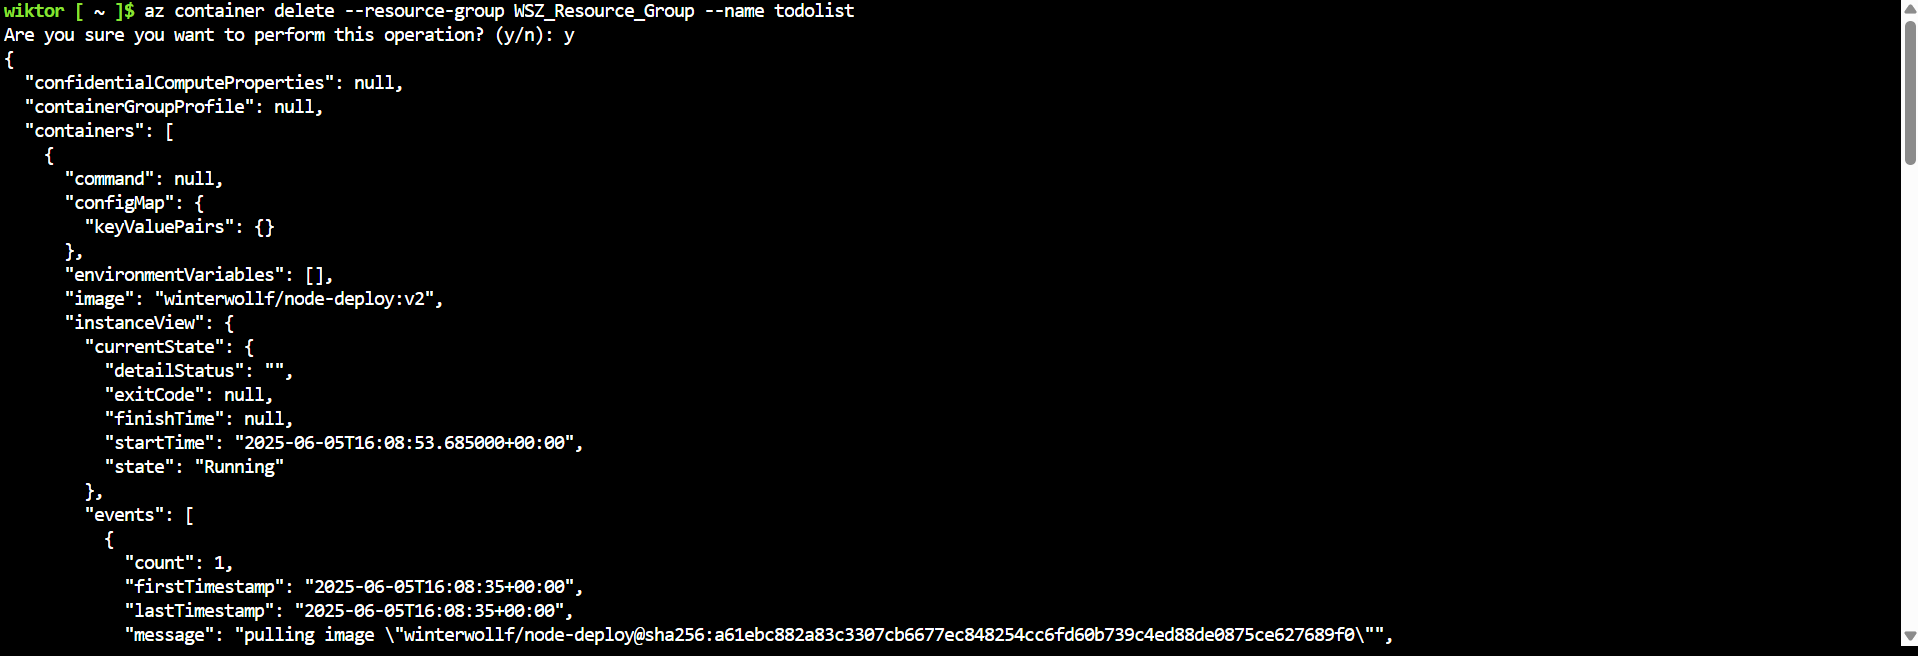 wiktor [ ~ ]$ az container delete --resource-group WSZ_Resource_Group --name todolist
Are you sure you want to perform this operation? (y/n): y
{
  "confidentialComputeProperties": null,
  "containerGroupProfile": null,
  "containers": [
    {
      "command": null,
      "configMap": {
        "keyValuePairs": {}
      },
      "environmentVariables": [],
      "image": "winterwollf/node-deploy:v2",
      "instanceView": {
        "currentState": {
          "detailStatus": "",
          "exitCode": null,
          "finishTime": null,
          "startTime": "2025-06-05T16:08:53.685000+00:00",
          "state": "Running"
        },
        "events": [
          {
            "count": 1,
            "firstTimestamp": "2025-06-05T16:08:35+00:00",
            "lastTimestamp": "2025-06-05T16:08:35+00:00",
            "message": "pulling image \"winterwollf/node-deploy@sha256:a61ebc882a83c3307cb6677ec848254cc6fd60b739c4ed88de0875ce627689f0\"",